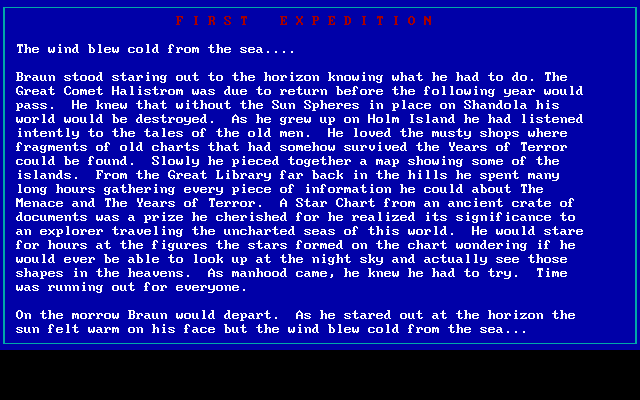 F I R S T   E X P E D I T I O N
The wind blew cold from the sea....
Braun stood staring out to the horizon knowing what he had to do. The
Great Comet Halistrom was due to return before the following year would
pass.  He knew that without the Sun Spheres in place on Shandola his
world would be destroyed.  As he grew up on Holm Island he had listened
intently to the tales of the old men.  He loved the musty shops where
fragments of old charts that had somehow survived the Years of Terror
could be found.  Slowly he pieced together a map showing some of the
islands.  From the Great Library far back in the hills he spent many
long hours gathering every piece of information he could about The
Menace and The Years of Terror.  A Star Chart from an ancient crate of
documents was a prize he cherished for he realized its significance to
an explorer traveling the uncharted seas of this world.  He would stare
for hours at the figures the stars formed on the chart wondering if he
would ever be able to look up at the night sky and actually see those
shapes in the heavens.  As manhood came, he knew he had to try.  Time
was running out for everyone.
On the morrow Braun would depart.  As he stared out at the horizon the
sun felt warm on his face but the wind blew cold from the sea...